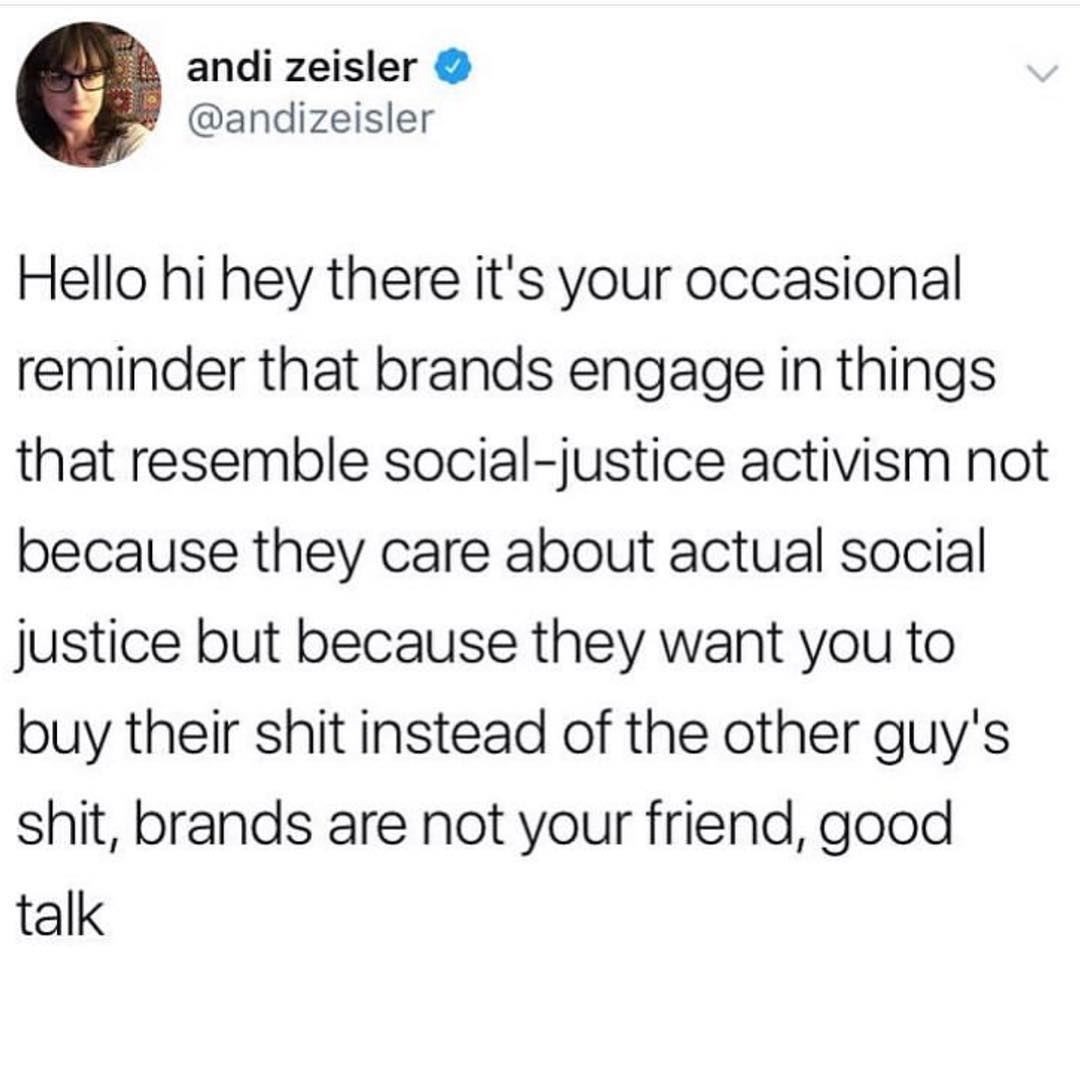 andi zeisler
@andizeisler
Hello hi hey there it's your occasional
reminder that brands engage in things
that resemble social-justice activism not
because they care about actual social
justice but because they want you to
buy their shit instead of the other guy's
shit, brands are not your friend, good
talk